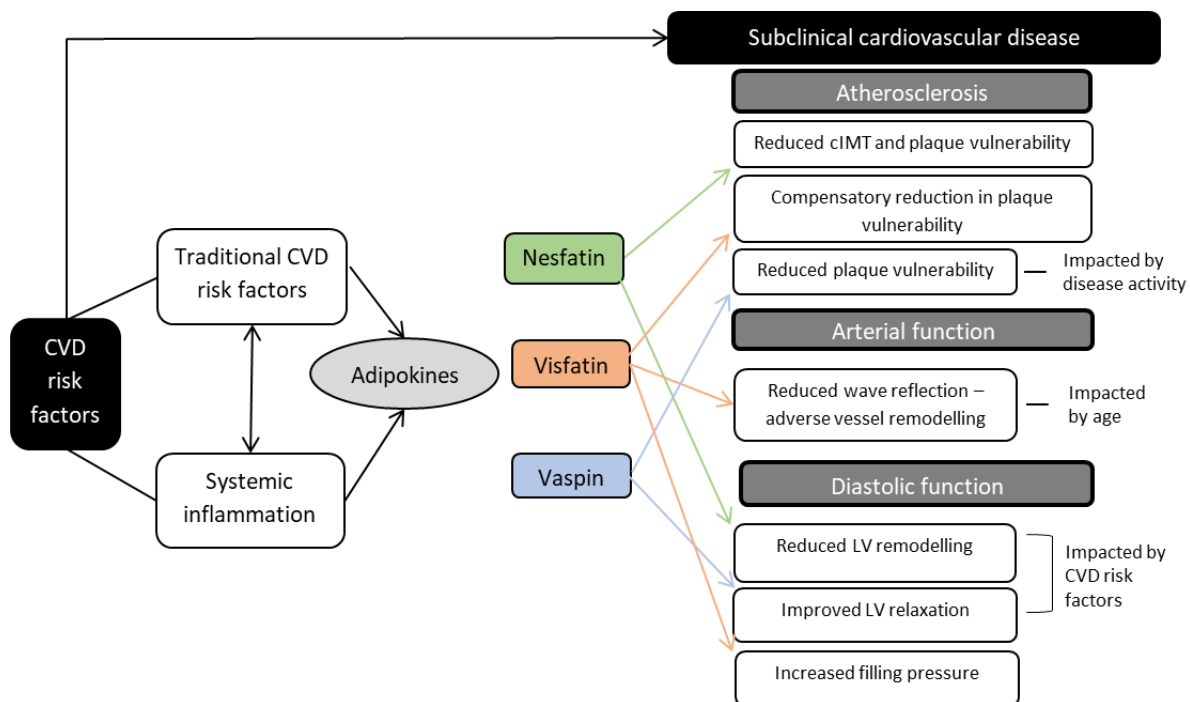 Subclinical cardiovascular disease
Atherosclerosis
Reduced cIMT and plaque vulnerability
Compensatory reduction in plaque
vulnerability
Reduced plaque vulnerability
Impacted by
disease activity
Arterial function
Reduced wave reflection –
adverse vessel remodelling
Impacted
by age
Diastolic function
Reduced LV remodelling
Improved LV relaxation
Impacted by
CVD risk
factors
Increased filling pressure
CVD
risk
factors
Traditional CVD
risk factors
Systemic
inflammation
Adipokines
Nesfatin
Visfatin
Vaspin